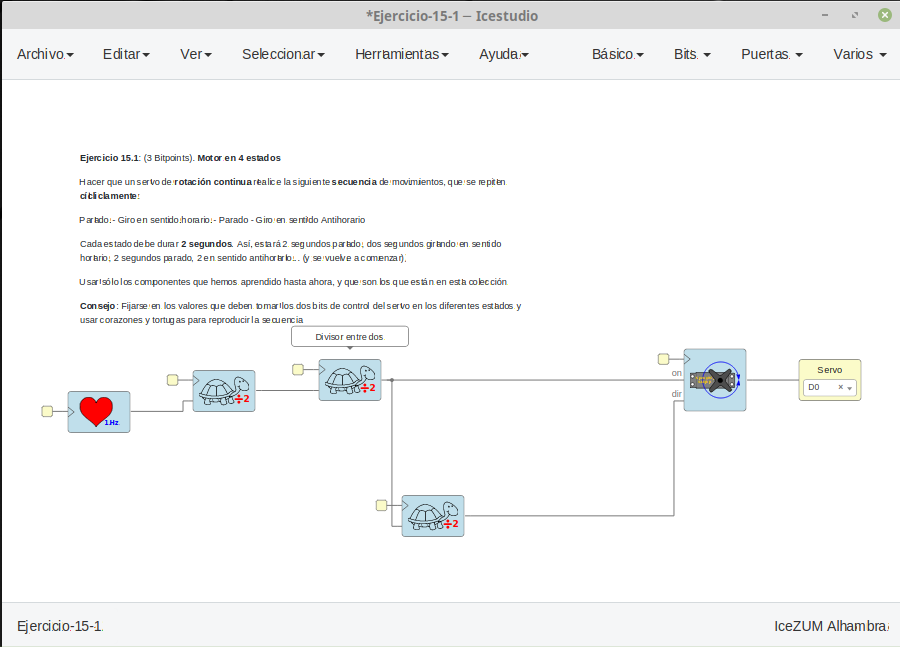 *Ejercicio-15-1 — Icestudio
Archivo Editar Ver Seleccionar Herramientas Ayuda Básico Bits Puertas Varios
Ejercicio 15.1: (3 Bitpoints). Motor en 4 estados
Hacer que un servo de rotación continua realice la siguiente secuencia de movimientos, que se repiten
cíclicamente:
Parado - Giro en sentido horario - Parado - Giro en sentido Antihorario
Cada estado debe durar 2 segundos. Así, estará 2 segundos parado, dos segundos girando en sentido
horario, 2 segundos parado, 2 en sentido antihorario... (y se vuelve a comenzar).
Usar sólo los componentes que hemos aprendido hasta ahora, y que son los que están en esta colección
Consejo: Fijarse en los valores que deben tomar los dos bits de control del servo en los diferentes estados y
usar corazones y tortugas para reproducir la secuencia
Divisor entre dos
1Hz
÷2
÷2
÷2
on
dir
Servo
D0
Ejercicio-15-1
IceZUM Alhambra